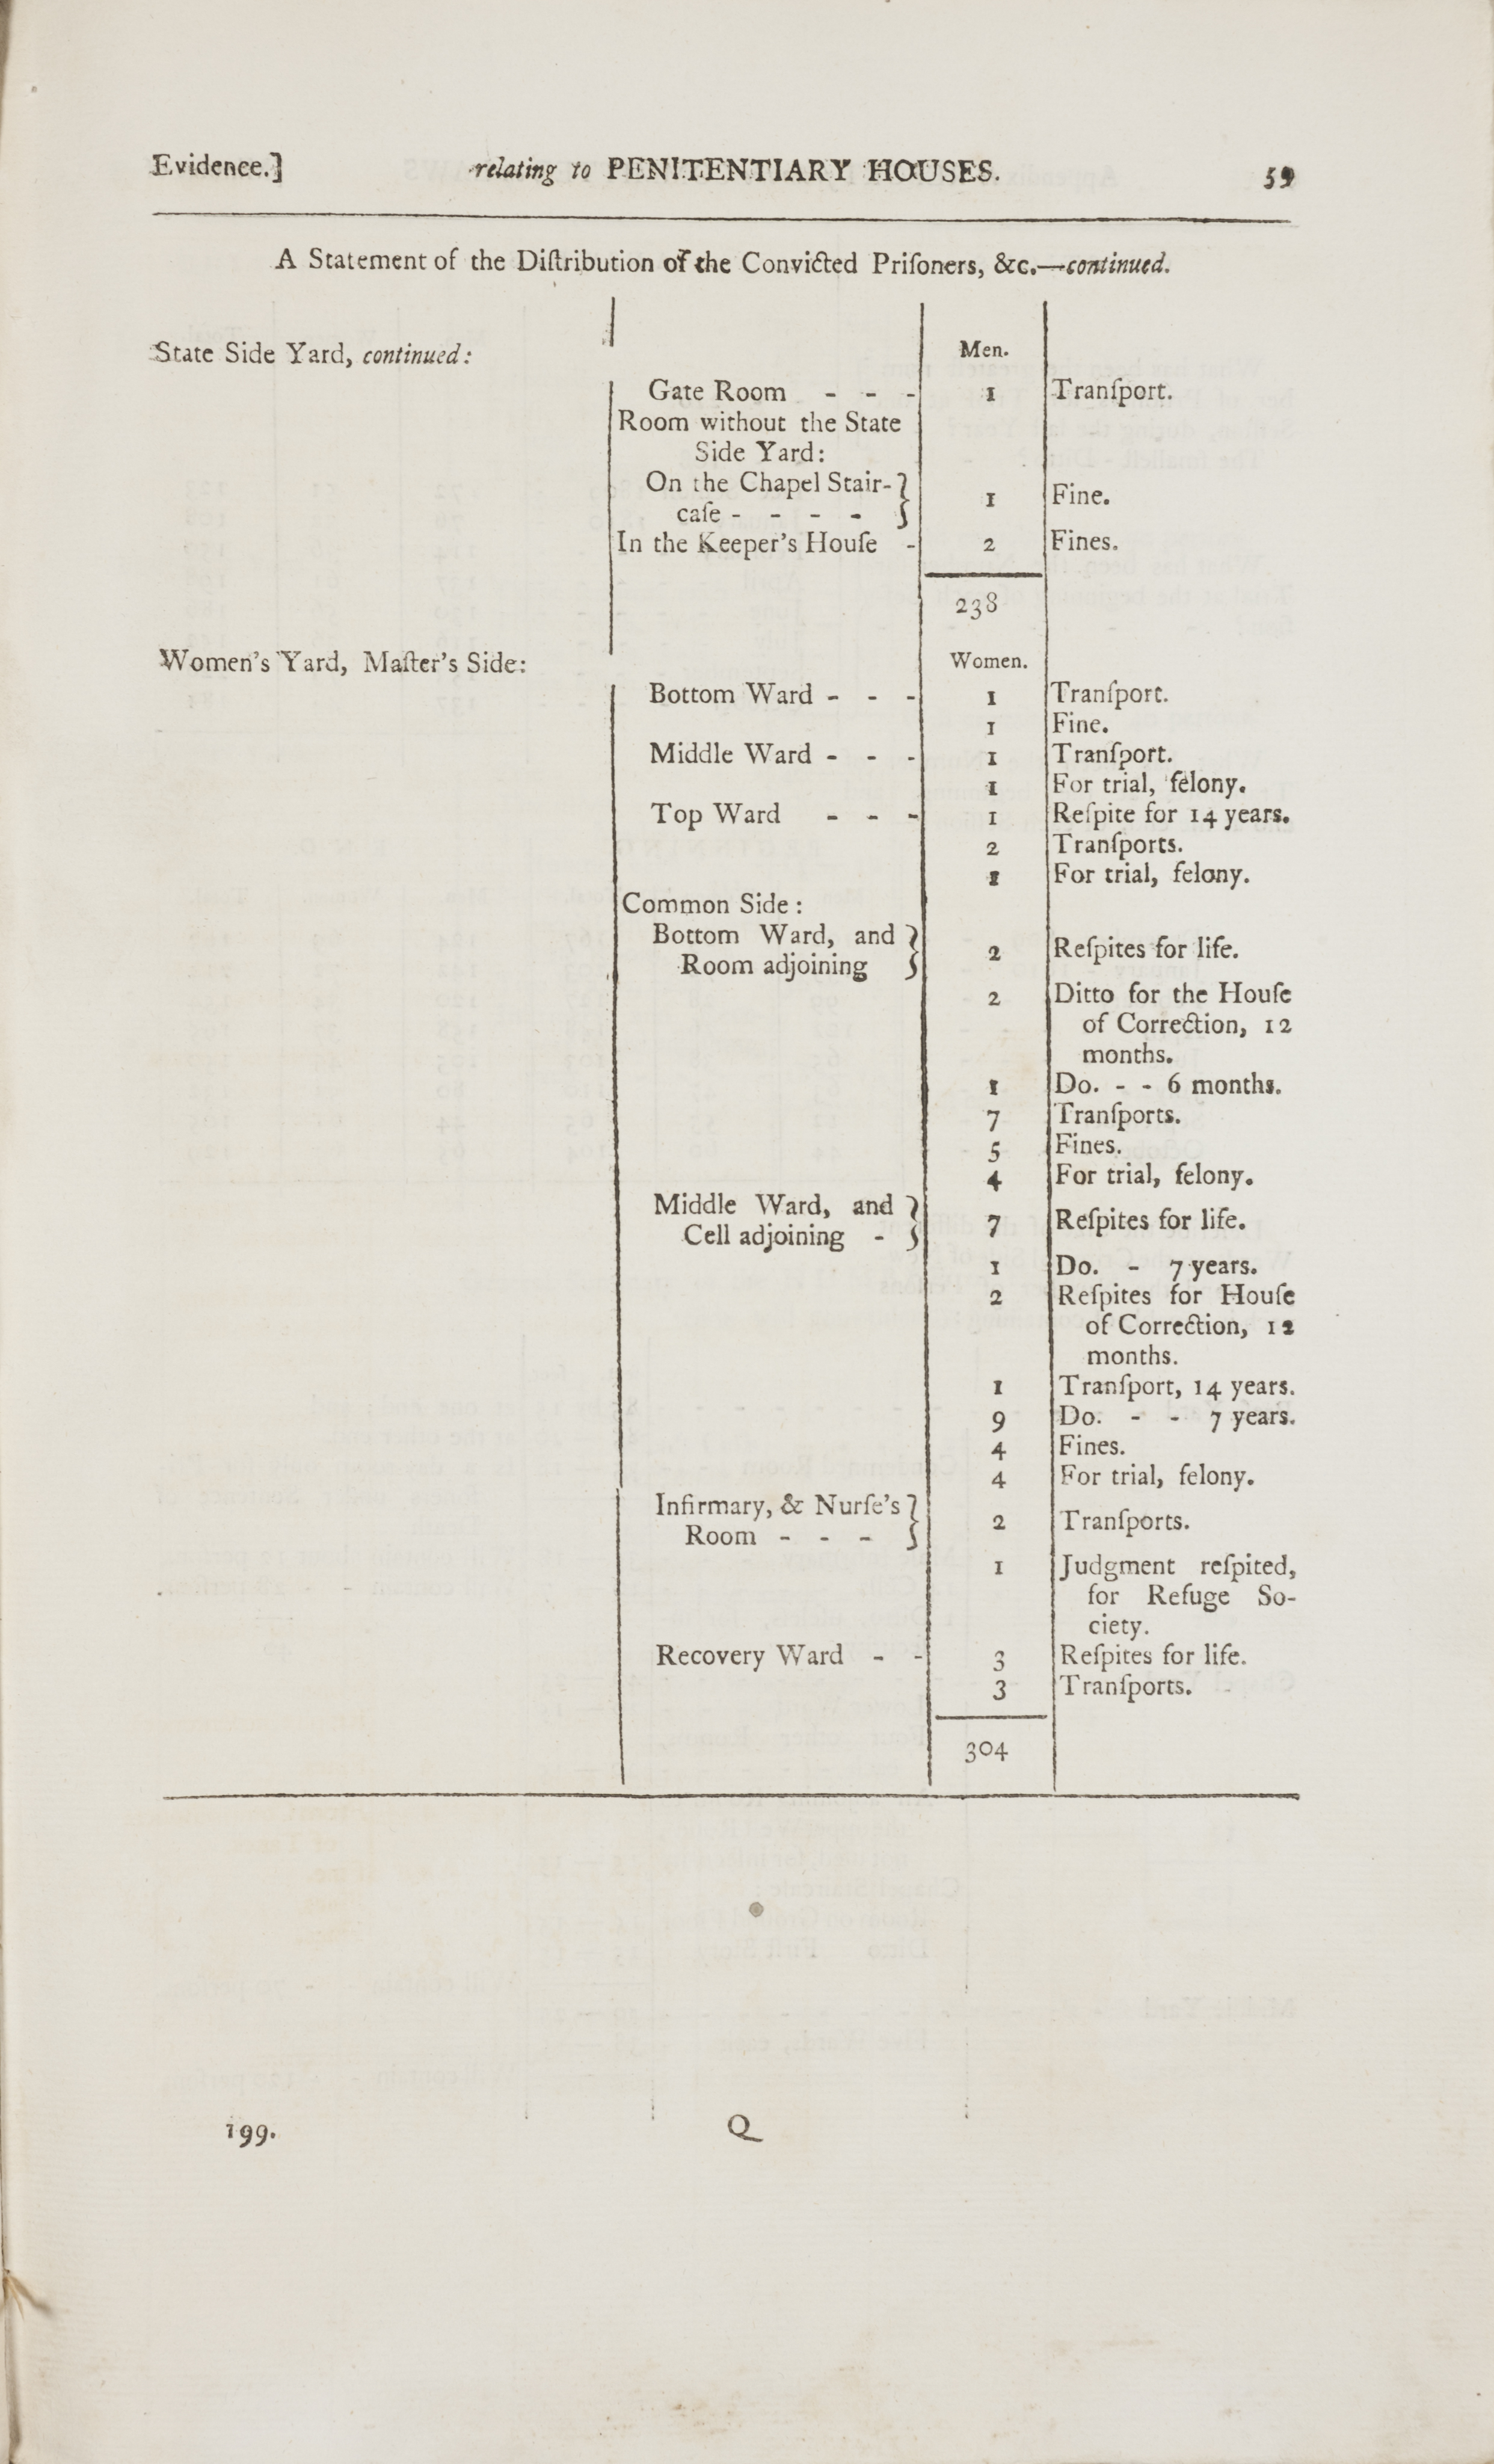 Evidence.] relating to PENITENTIARY HOUSES. 59
A Statement of the Diſtribution of the Convicted Priſoners, &c.—continued.
State Side Yard, continued: Men.
Gate Room - - - 1 Tranſport.
Room without the State
Side Yard:
On the Chapel Stair-
caſe - - - - } 1 Fine.
In the Keeper's Houſe - 2 Fines.
238
Women's Yard, Maſter's Side: Women.
Bottom Ward - - - 1 Tranſport.
1 Fine.
Middle Ward - - - 1 Tranſport.
1 For trial, felony.
Top Ward - - - 1 Reſpite for 14 years.
2 Tranſports.
1 For trial, felony.
Common Side:
Bottom Ward, and
Room adjoining } 2 Reſpites for life.
2 Ditto for the Houſe
of Correction, 12
months.
1 Do. - - 6 months.
7 Tranſports.
5 Fines.
4 For trial, felony.
Middle Ward, and
Cell adjoining - } 7 Reſpites for life.
1 Do. - 7 years.
2 Reſpites for Houſe
of Correction, 12
months.
1 Tranſport, 14 years.
9 Do. - - 7 years.
4 Fines.
4 For trial, felony.
Infirmary, & Nurſe's
Room - - - } 2 Tranſports.
1 Judgment reſpited,
for Refuge So-
ciety.
Recovery Ward - - 3 Reſpites for life.
3 Tranſports.
304
199. Q